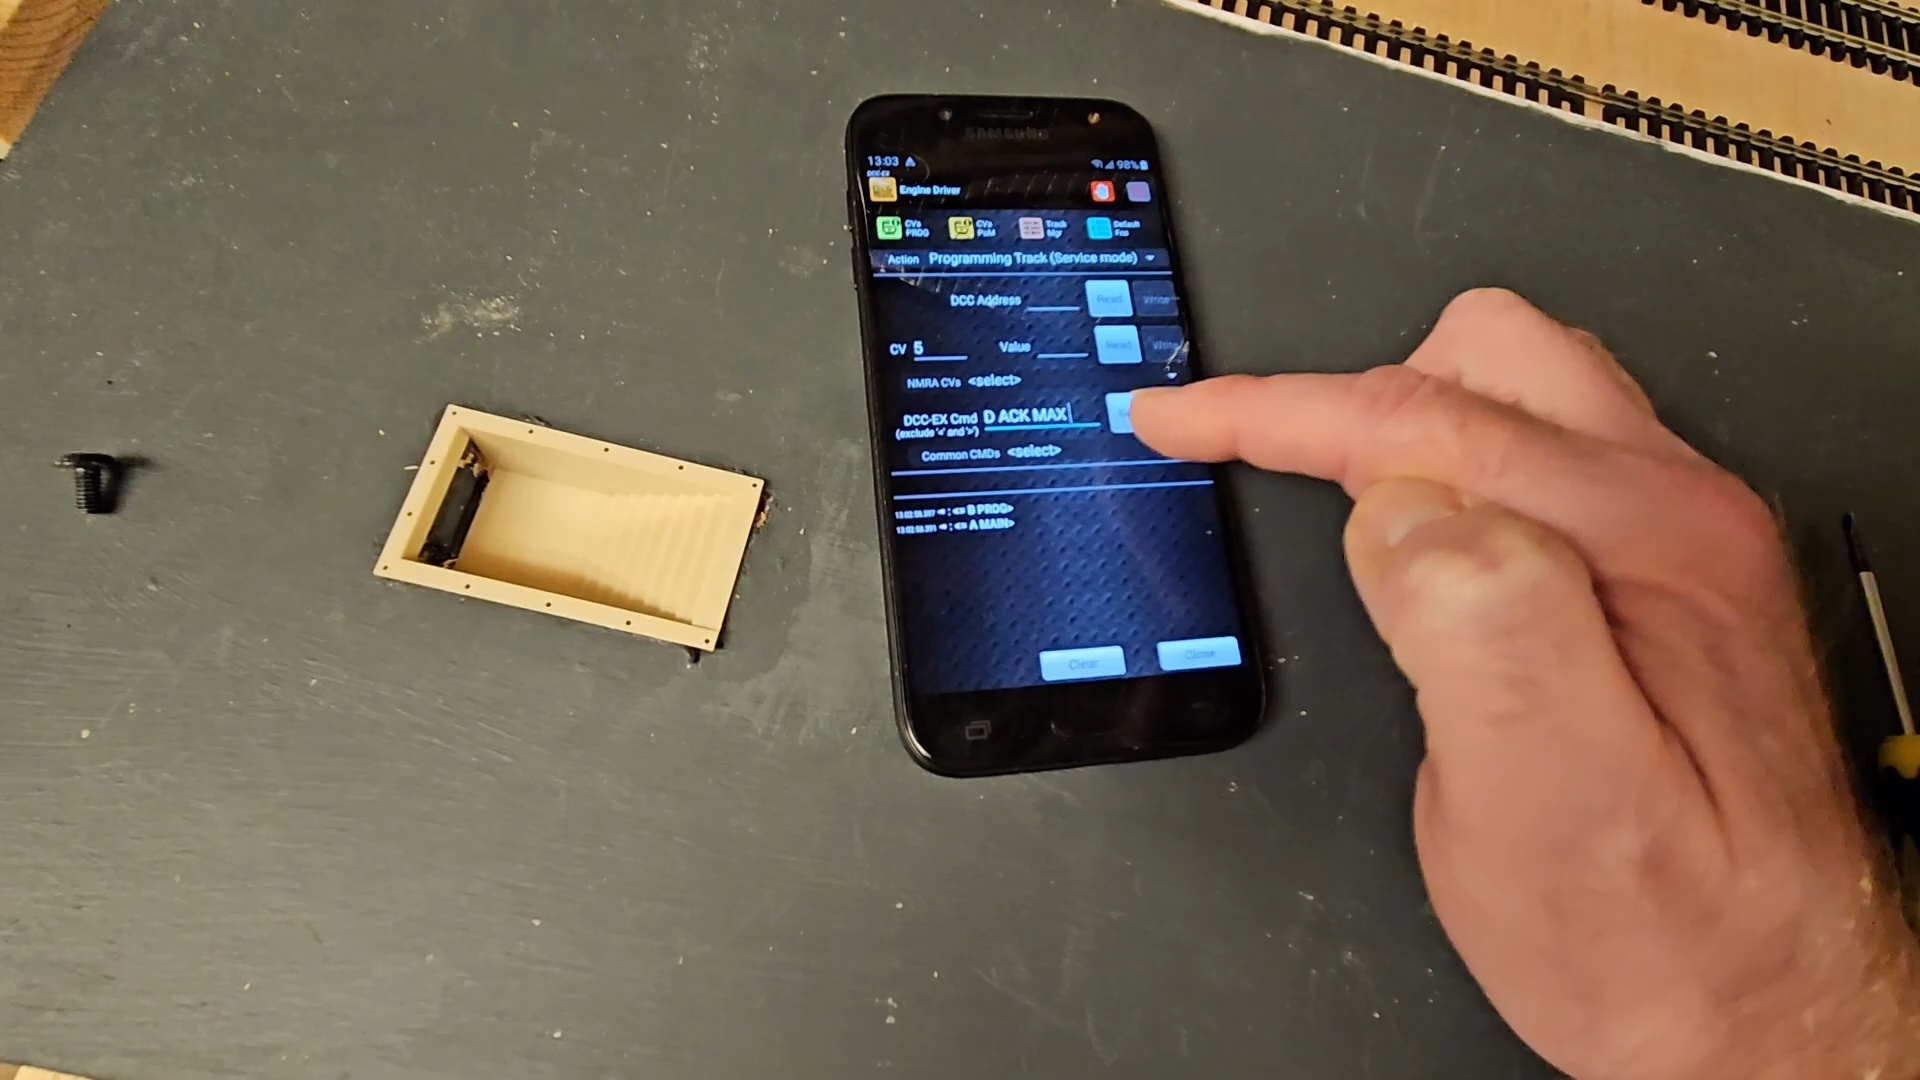 SAMSUNG
13:03 98%
DCC-EX
Engine Driver
CVs PROG
CVs PoM
Track Mgr
Default Fns
Action Programming Track (Service mode)
DCC Address Read Write
CV 5 Value Read Write
NMRA CVs <select>
DCC-EX Cmd D ACK MAX
(exclude '<' and '>')
Common CMDs <select>
B PROG>
A MAIN>
Clear Close